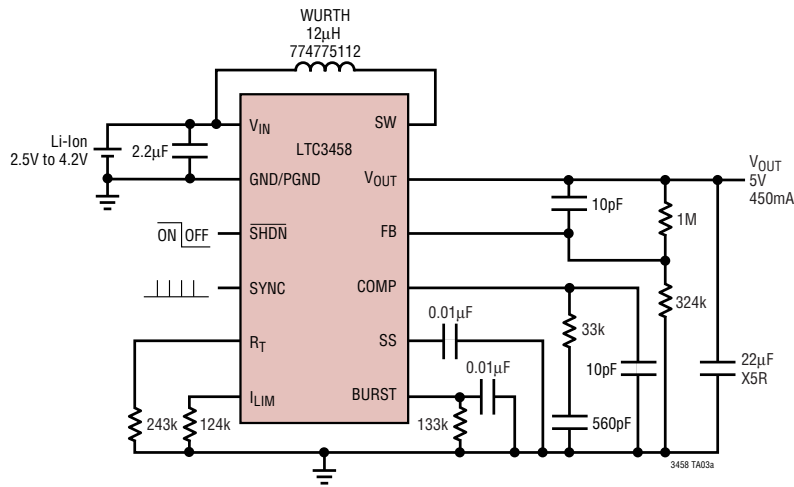 WURTH
12µH
774775112
VIN
SW
LTC3458
Li-Ion
2.5V to 4.2V
2.2µF
GND/PGND
VOUT
VOUT
5V
450mA
10pF
1M
ON OFF
SHDN
FB
SYNC
COMP
324k
0.01µF
33k
RT
SS
0.01µF
10pF
22µF
X5R
ILIM
BURST
243k
124k
133k
560pF
3458 TA03a